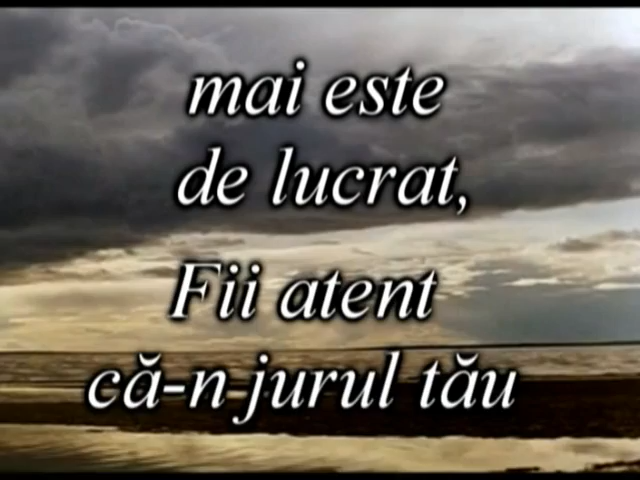 mai este
de lucrat,
Fii atent
că-n jurul tău